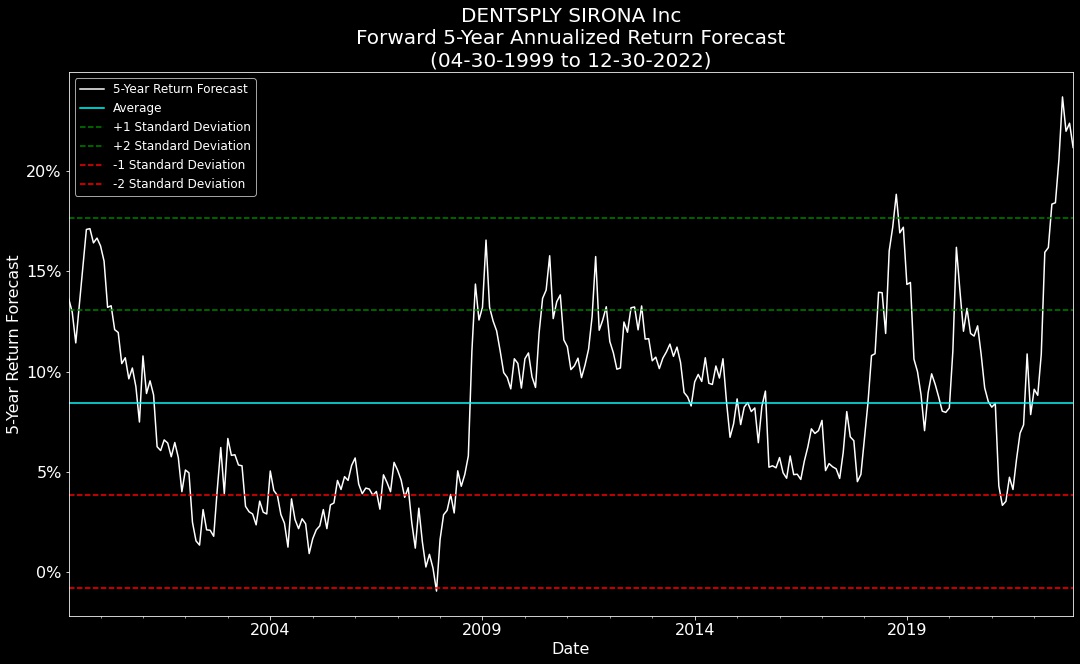 DENTSPLY SIRONA Inc
Forward 5-Year Annualized Return Forecast
(04-30-1999 to 12-30-2022)
5-Year Return Forecast
Average
+1 Standard Deviation
+2 Standard Deviation
-1 Standard Deviation
-2 Standard Deviation
5-Year Return Forecast
20%
15%
10%
5%
0%
2004
2009
2014
2019
Date